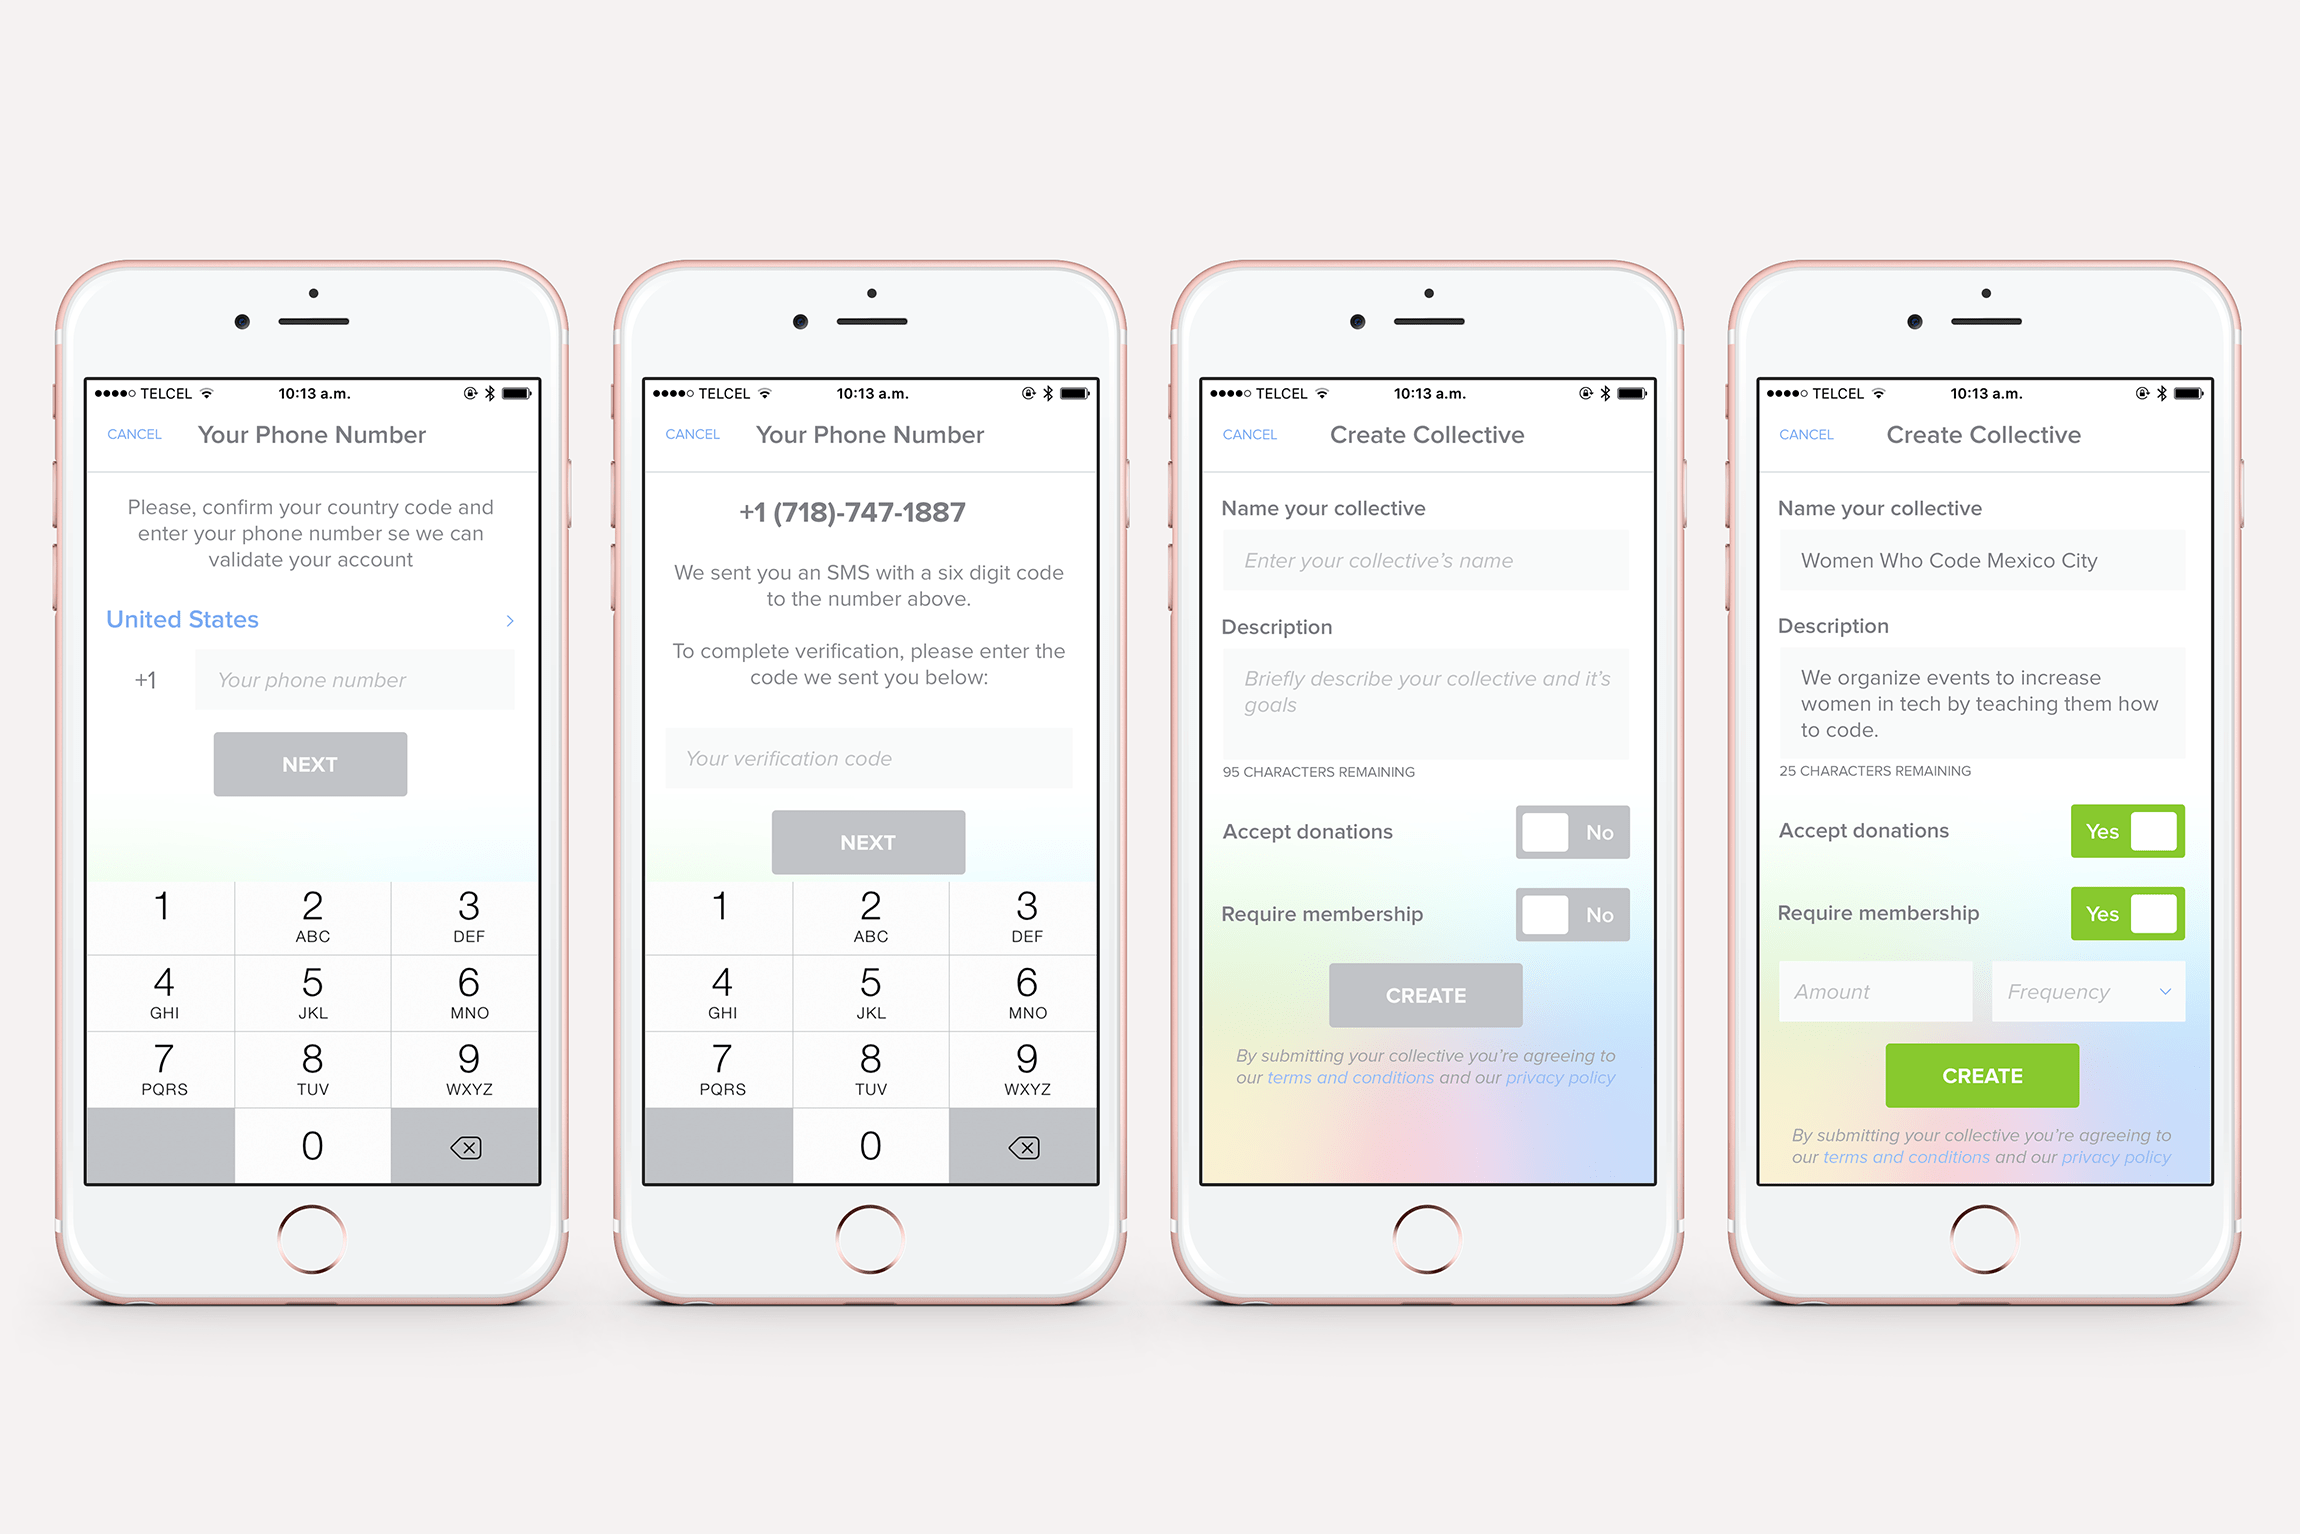 TELCEL
10:13 a.m.
CANCEL
Your Phone Number
Please, confirm your country code and
enter your phone number se we can
validate your account
United States
+1
Your phone number
NEXT
1
2
3
ABC
DEF
4
5
6
GHI
JKL
MNO
7
8
9
PQRS
TUV
WXYZ
0
TELCEL
10:13 a.m.
CANCEL
Your Phone Number
+1 (718)-747-1887
We sent you an SMS with a six digit code
to the number above.
To complete verification, please enter the
code we sent you below:
Your verification code
NEXT
1
2
3
ABC
DEF
4
5
6
GHI
JKL
MNO
7
8
9
PQRS
TUV
WXYZ
0
TELCEL
10:13 a.m.
CANCEL
Create Collective
Name your collective
Enter your collective’s name
Description
Briefly describe your collective and it’s
goals
95 CHARACTERS REMAINING
Accept donations
No
Require membership
No
CREATE
By submitting your collective you’re agreeing to
our terms and conditions and our privacy policy
TELCEL
10:13 a.m.
CANCEL
Create Collective
Name your collective
Women Who Code Mexico City
Description
We organize events to increase
women in tech by teaching them how
to code.
25 CHARACTERS REMAINING
Accept donations
Yes
Require membership
Yes
Amount
Frequency
CREATE
By submitting your collective you’re agreeing to
our terms and conditions and our privacy policy